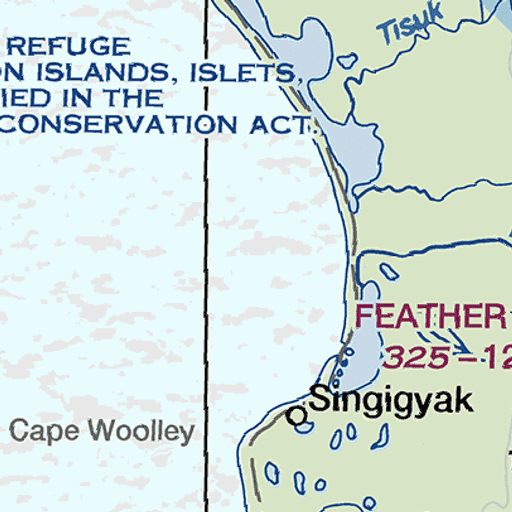 Tisuk
REFUGE
ON ISLANDS, ISLETS,
IED IN THE
CONSERVATION ACT.
FEATHER
325-12
Singigyak
Cape Woolley